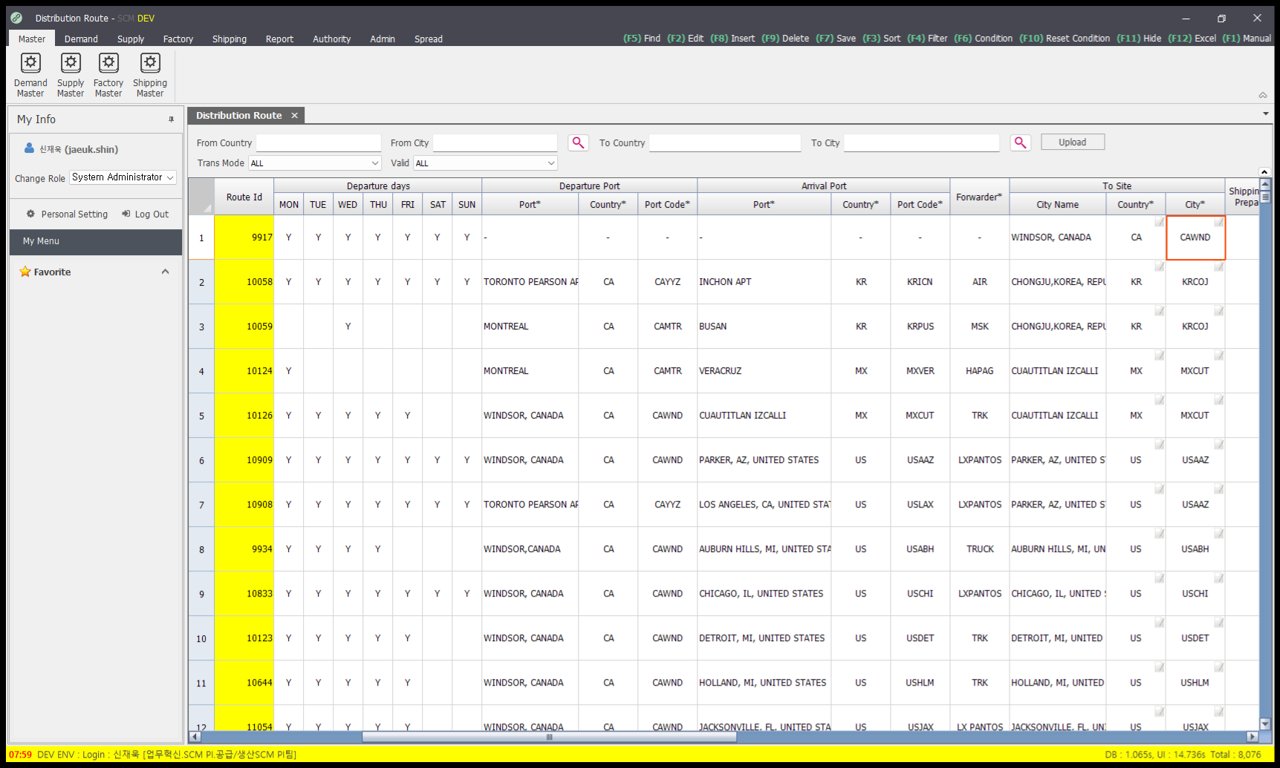 Distribution Route - SCM DEV
Master Demand Supply Factory Shipping Report Authority Admin Spread (F5) Find (F2) Edit (F8) Insert (F9) Delete (F7) Save (F3) Sort (F4) Filter (F6) Condition (F10) Reset Condition (F11) Hide (F12) Excel (F1) Manual
Demand Master Supply Master Factory Master Shipping Master
My Info
신재욱 (jaeuk.shin)
Change Role System Administrator
Personal Setting Log Out
My Menu
Favorite
Distribution Route
From Country From City To Country To City Upload
Trans Mode ALL Valid ALL
Route Id Departure days Departure Port Arrival Port Forwarder* To Site Shippin Prepa
MON TUE WED THU FRI SAT SUN Port* Country* Port Code* Port* Country* Port Code* City Name Country* City*
1 9917 Y Y Y Y Y Y Y - - - - - - - WINDSOR, CANADA CA CAWND
2 10058 Y Y Y Y Y Y Y TORONTO PEARSON AP CA CAYYZ INCHON APT KR KRICN AIR CHONGJU,KOREA, REPU KR KRCOJ
3 10059 Y MONTREAL CA CAMTR BUSAN KR KRPUS MSK CHONGJU,KOREA, REPU KR KRCOJ
4 10124 Y MONTREAL CA CAMTR VERACRUZ MX MXVER HAPAG CUAUTITLAN IZCALLI MX MXCUT
5 10126 Y Y Y Y Y WINDSOR, CANADA CA CAWND CUAUTITLAN IZCALLI MX MXCUT TRK CUAUTITLAN IZCALLI MX MXCUT
6 10909 Y Y Y Y Y Y Y WINDSOR, CANADA CA CAWND PARKER, AZ, UNITED STATES US USAAZ LXPANTOS PARKER, AZ, UNITED S US USAAZ
7 10908 Y Y Y Y Y Y Y TORONTO PEARSON AP CA CAYYZ LOS ANGELES, CA, UNITED STAT US USLAX LXPANTOS PARKER, AZ, UNITED S US USAAZ
8 9934 Y Y Y Y WINDSOR,CANADA CA CAWND AUBURN HILLS, MI, UNITED STA US USABH TRUCK AUBURN HILLS, MI, UN US USABH
9 10833 Y Y Y Y Y Y Y WINDSOR, CANADA CA CAWND CHICAGO, IL, UNITED STATES US USCHI LXPANTOS CHICAGO, IL, UNITED S US USCHI
10 10123 Y Y Y Y Y WINDSOR, CANADA CA CAWND DETROIT, MI, UNITED STATES US USDET TRK DETROIT, MI, UNITED US USDET
11 10644 Y Y Y Y Y WINDSOR, CANADA CA CAWND HOLLAND, MI, UNITED STATES US USHLM TRK HOLLAND, MI, UNITED US USHLM
12 11054 Y Y Y Y Y Y Y WINDSOR, CANADA CA CAWND JACKSONVILLE, FL, UNITED STA US USJAX LX PANTOS JACKSONVILLE, FL, UN US USJAX
07:59 DEV ENV : Login : 신재욱 [업무혁신.SCM PI.공급/생산SCM PI팀] DB : 1.065s, UI : 14.736s Total : 8,076